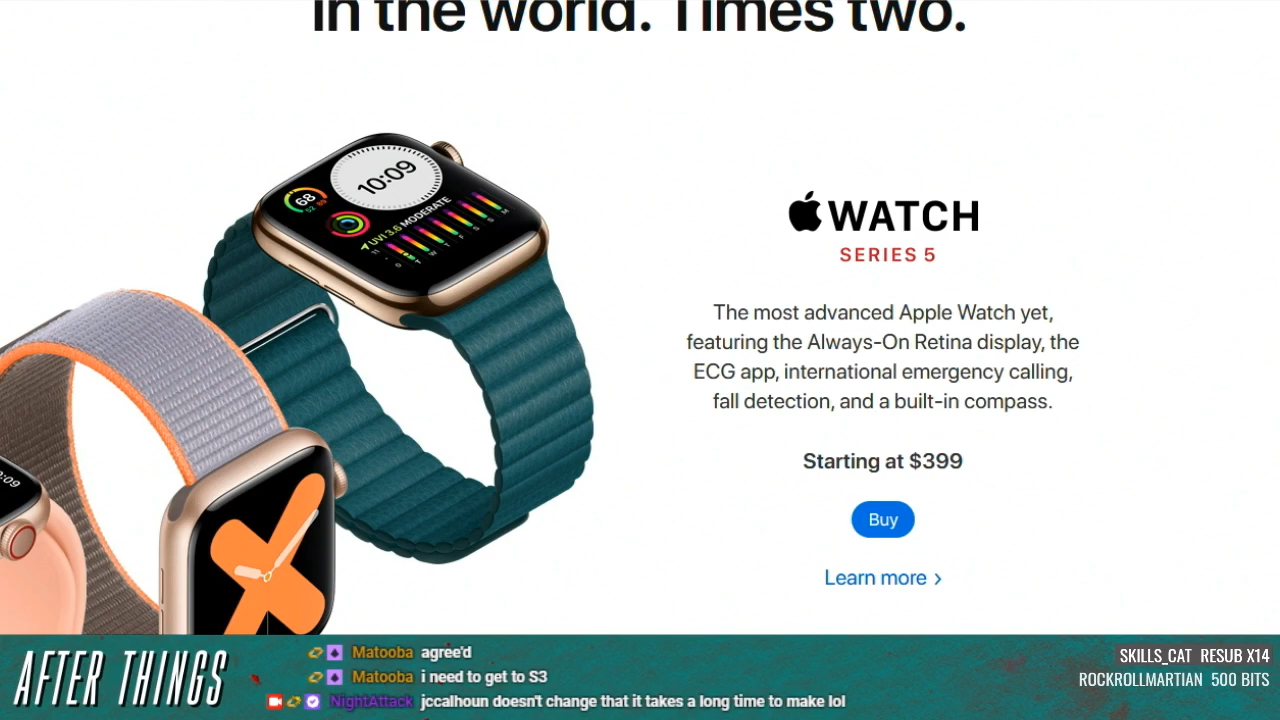 in the world. Times two.
10:09
68
52 89
UVI 3.6 MODERATE
WATCH
SERIES 5
The most advanced Apple Watch yet,
featuring the Always-On Retina display, the
ECG app, international emergency calling,
fall detection, and a built-in compass.
Starting at $399
Buy
Learn more ›
AFTER THINGS
Matooba agree'd
Matooba i need to get to S3
NightAttack jccalhoun doesn't change that it takes a long time to make lol
SKILLS_CAT RESUB X14
ROCKROLLMARTIAN 500 BITS